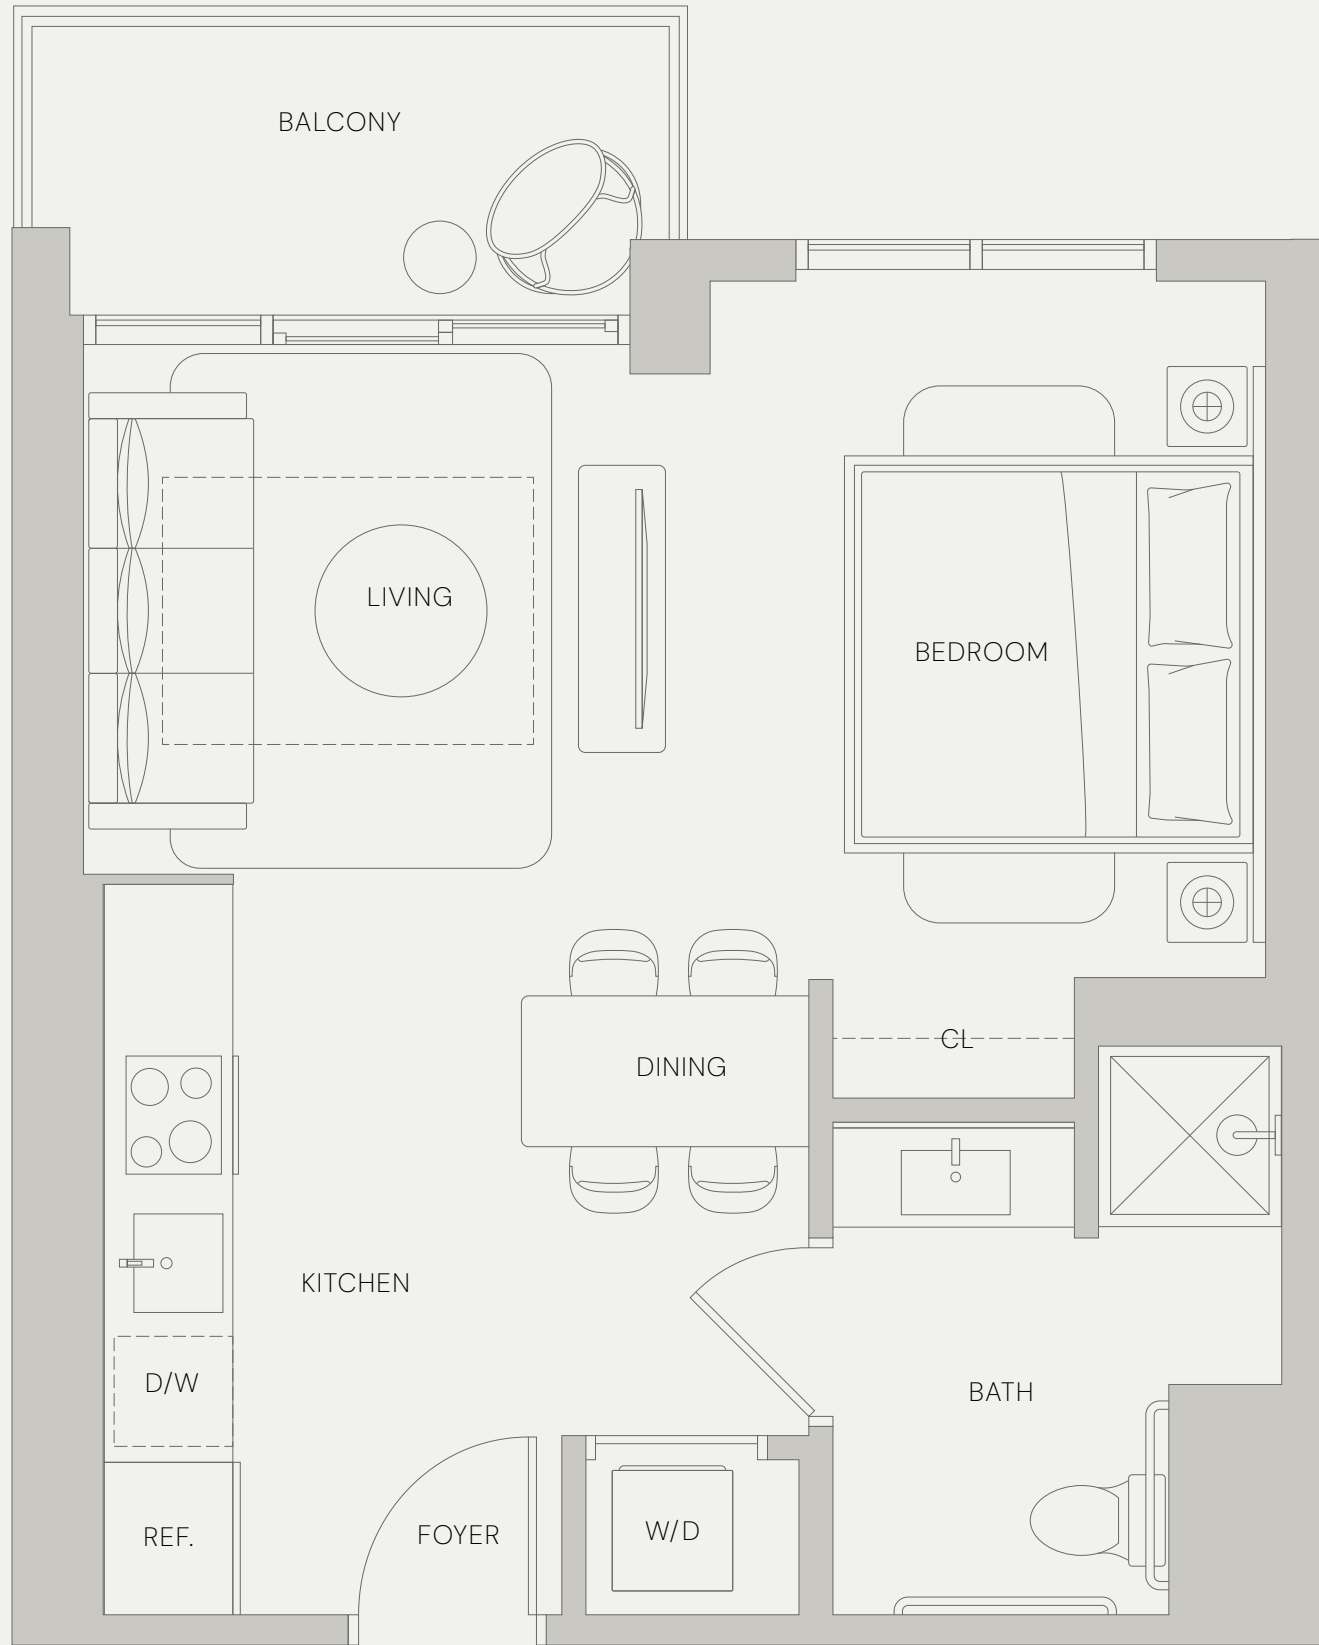 BALCONY
LIVING
BEDROOM
CL
DINING
KITCHEN
D/W
BATH
REF.
FOYER
W/D